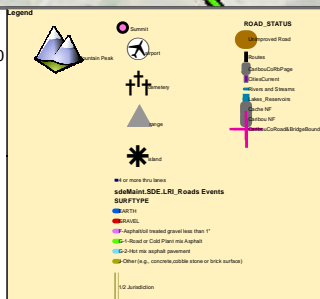 Legend
Summit
Airport
Mountain Peak
Cemetery
Range
Island
4 or more thru lanes
sdeMaint.SDE.LRI_Roads Events
SURFTYPE
EARTH
GRAVEL
F-Asphalt/oil treated gravel less than 1"
G-1-Road or Cold Plant mix Asphalt
G-2-Hot mix asphalt pavement
J-Other (e.g., concrete,cobble stone or brick surface)
1/2 Jurisdiction
ROAD_STATUS
Unimproved Road
Routes
CaribouCoRbPage
CitiesCurrent
Rivers and Streams
Lakes_Reservoirs
Cache NF
Caribou NF
CaribouCoRoad&BridgeBound